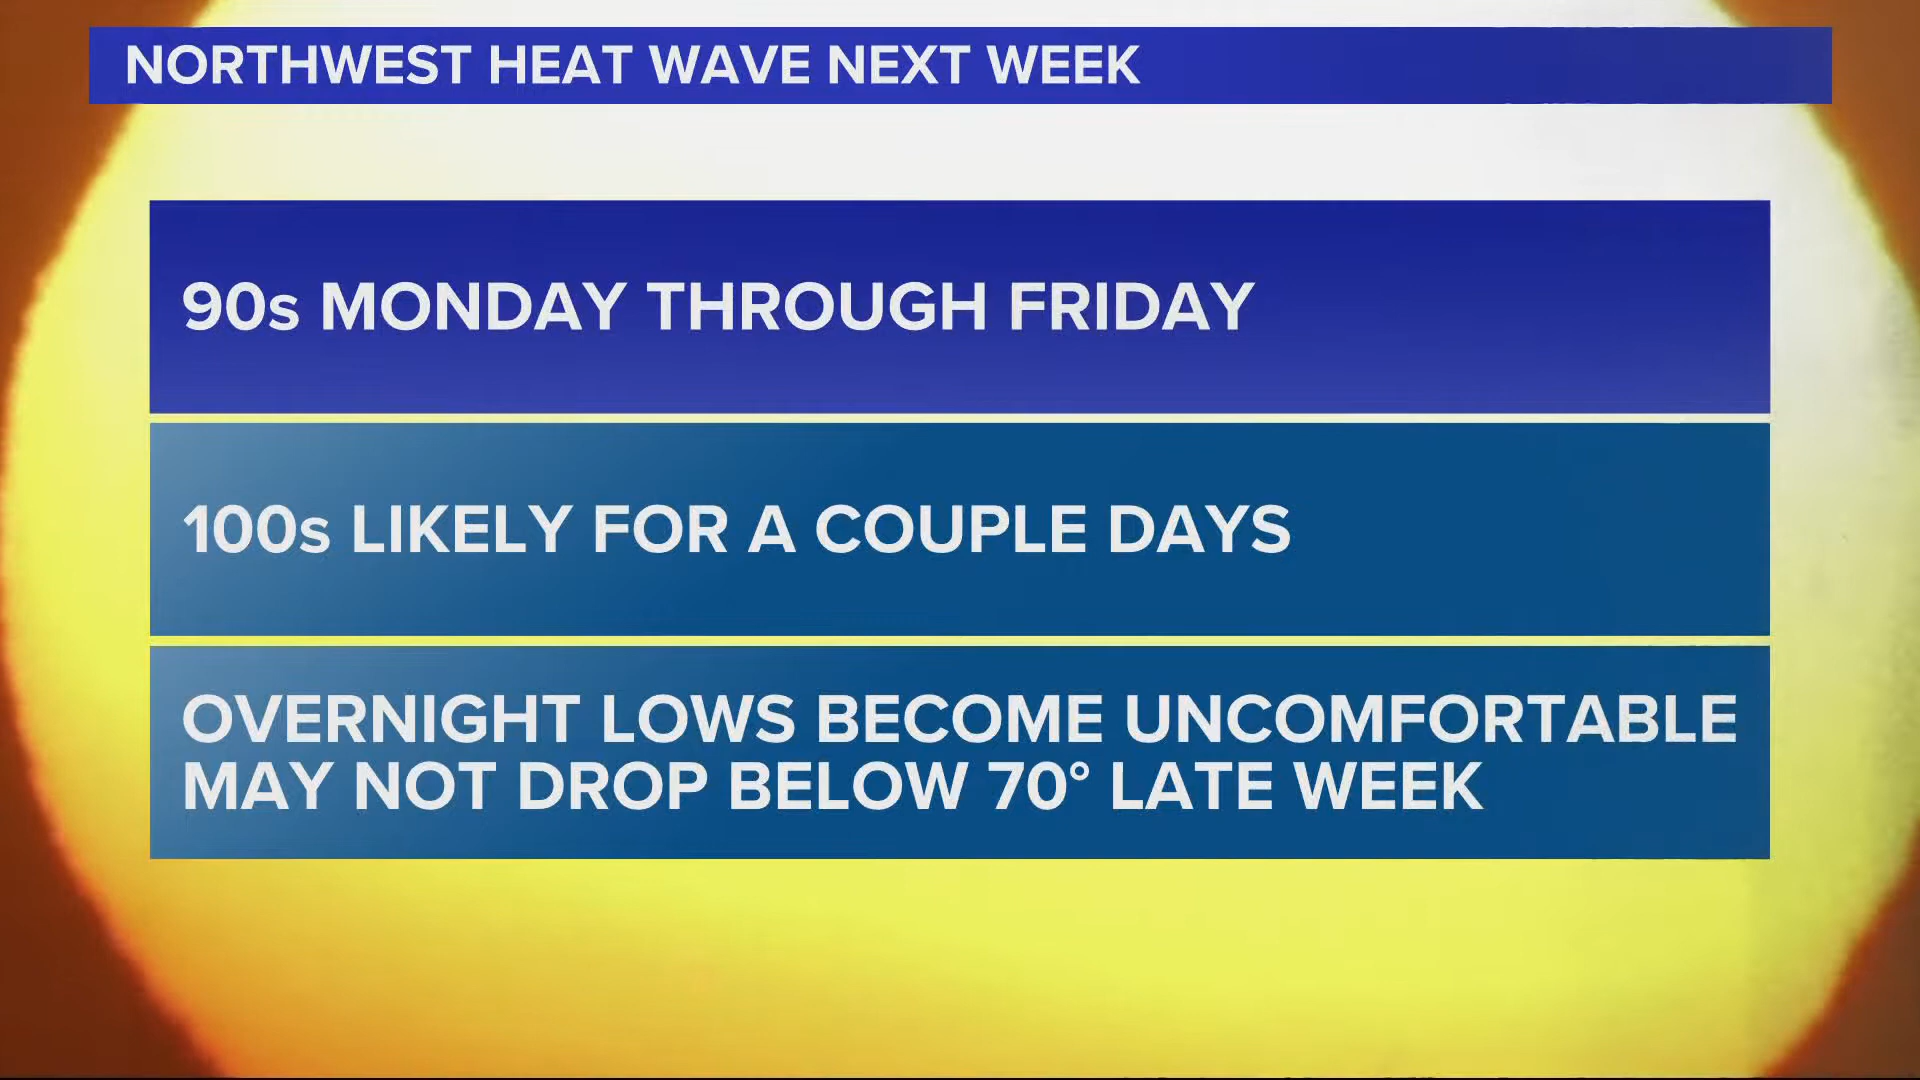 NORTHWEST HEAT WAVE NEXT WEEK
90s MONDAY THROUGH FRIDAY
100s LIKELY FOR A COUPLE DAYS
OVERNIGHT LOWS BECOME UNCOMFORTABLE
MAY NOT DROP BELOW 70° LATE WEEK